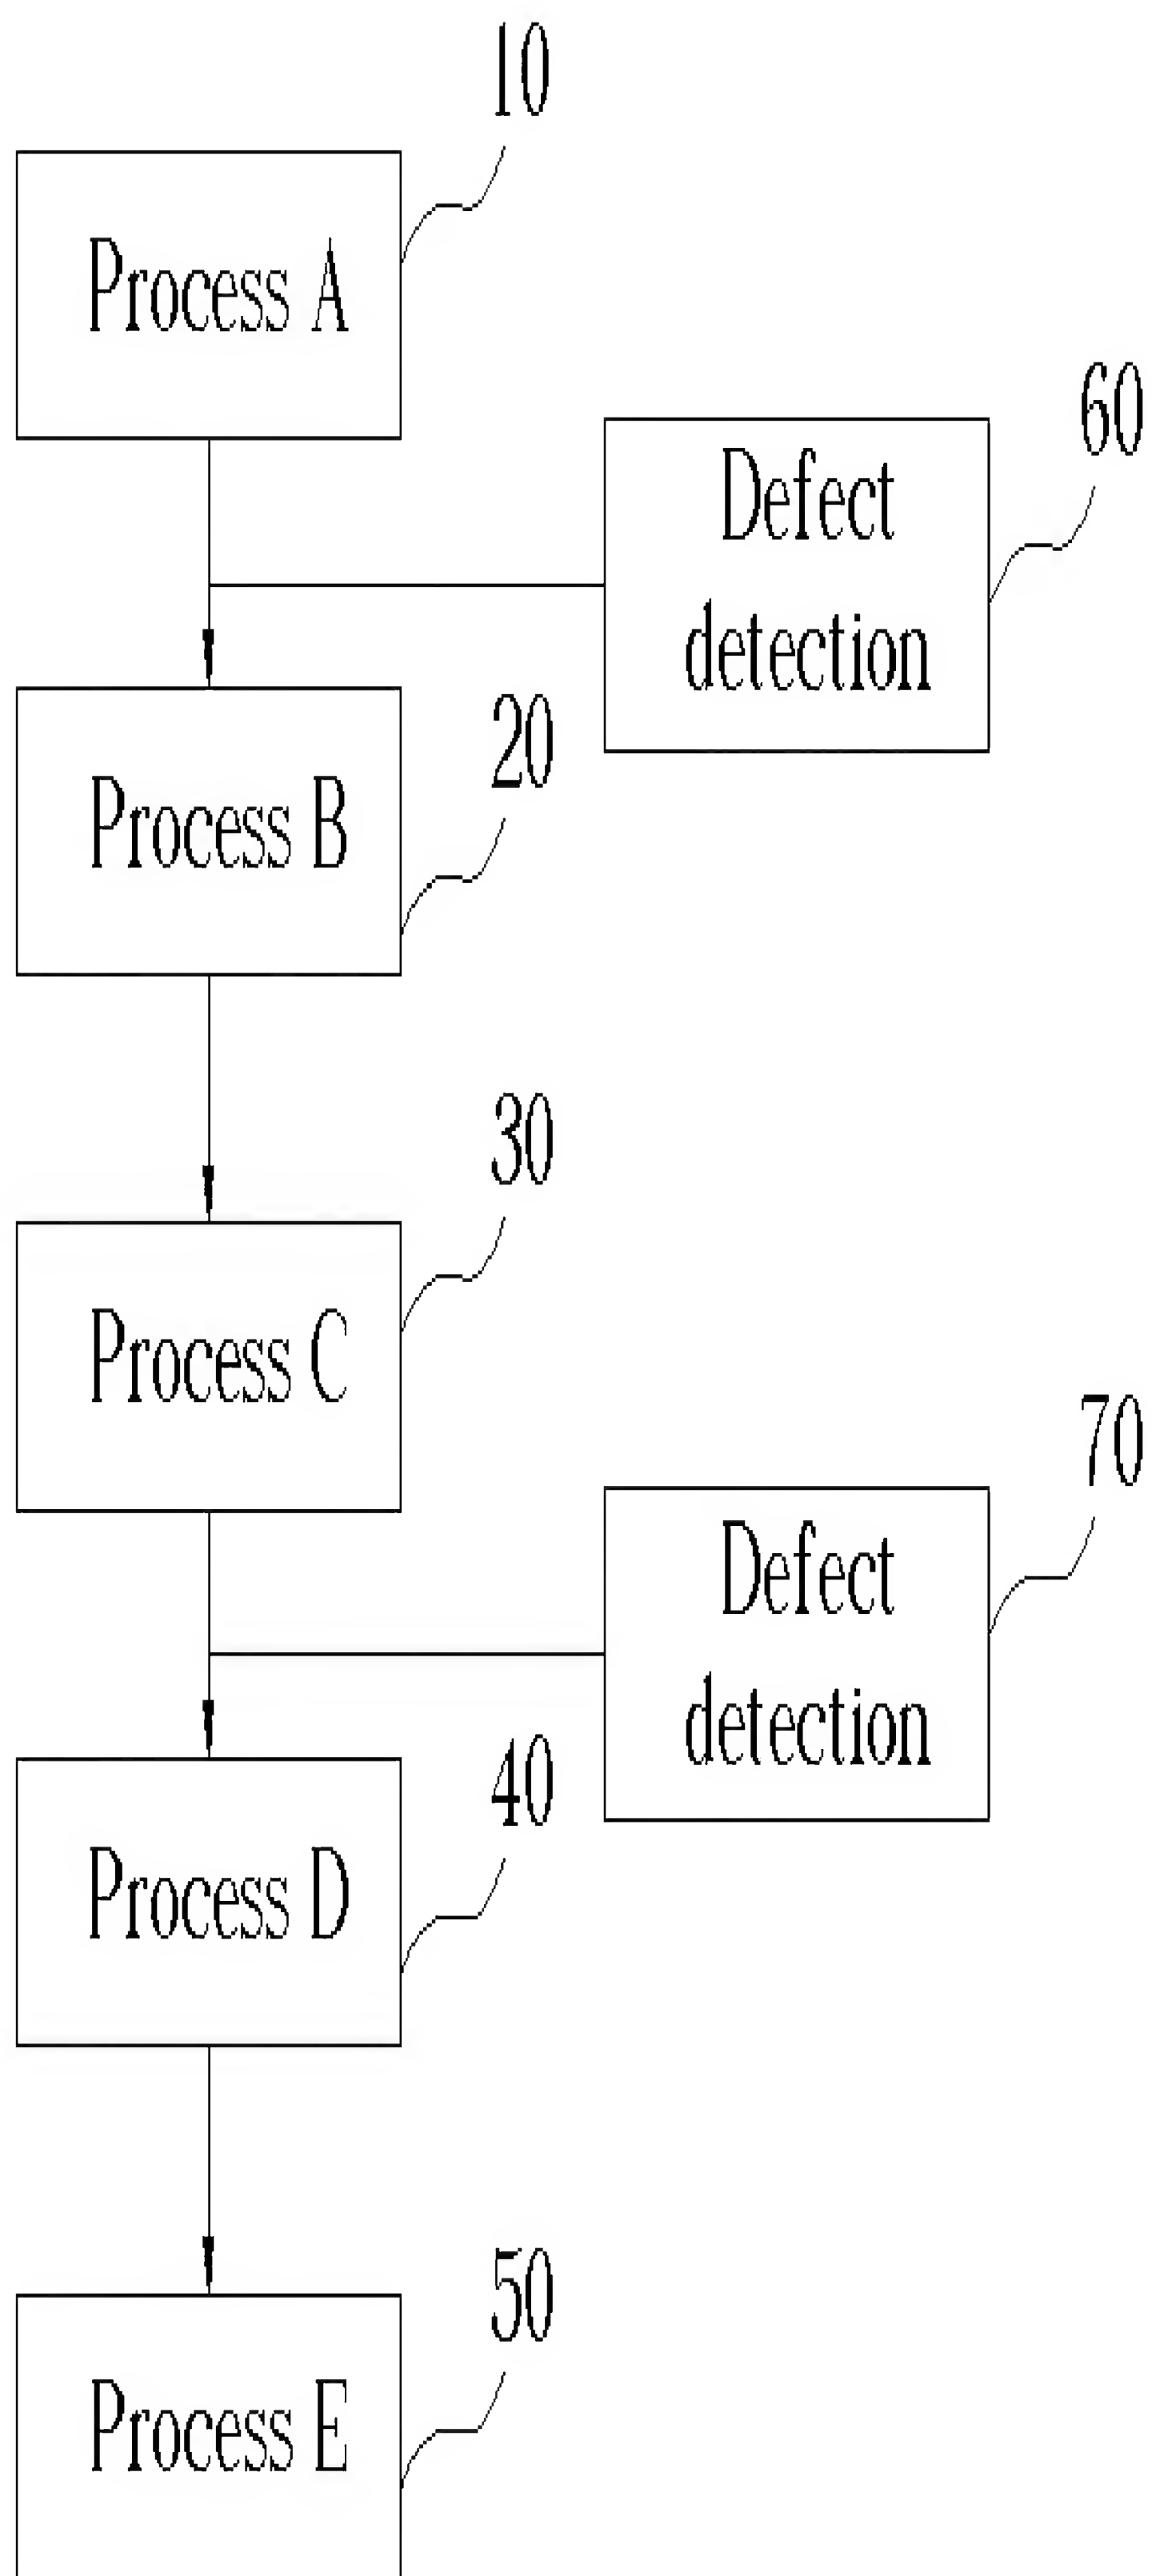 10
Process A
60
Defect
detection
20
Process B
30
Process C
70
Defect
detection
40
Process D
50
Process E